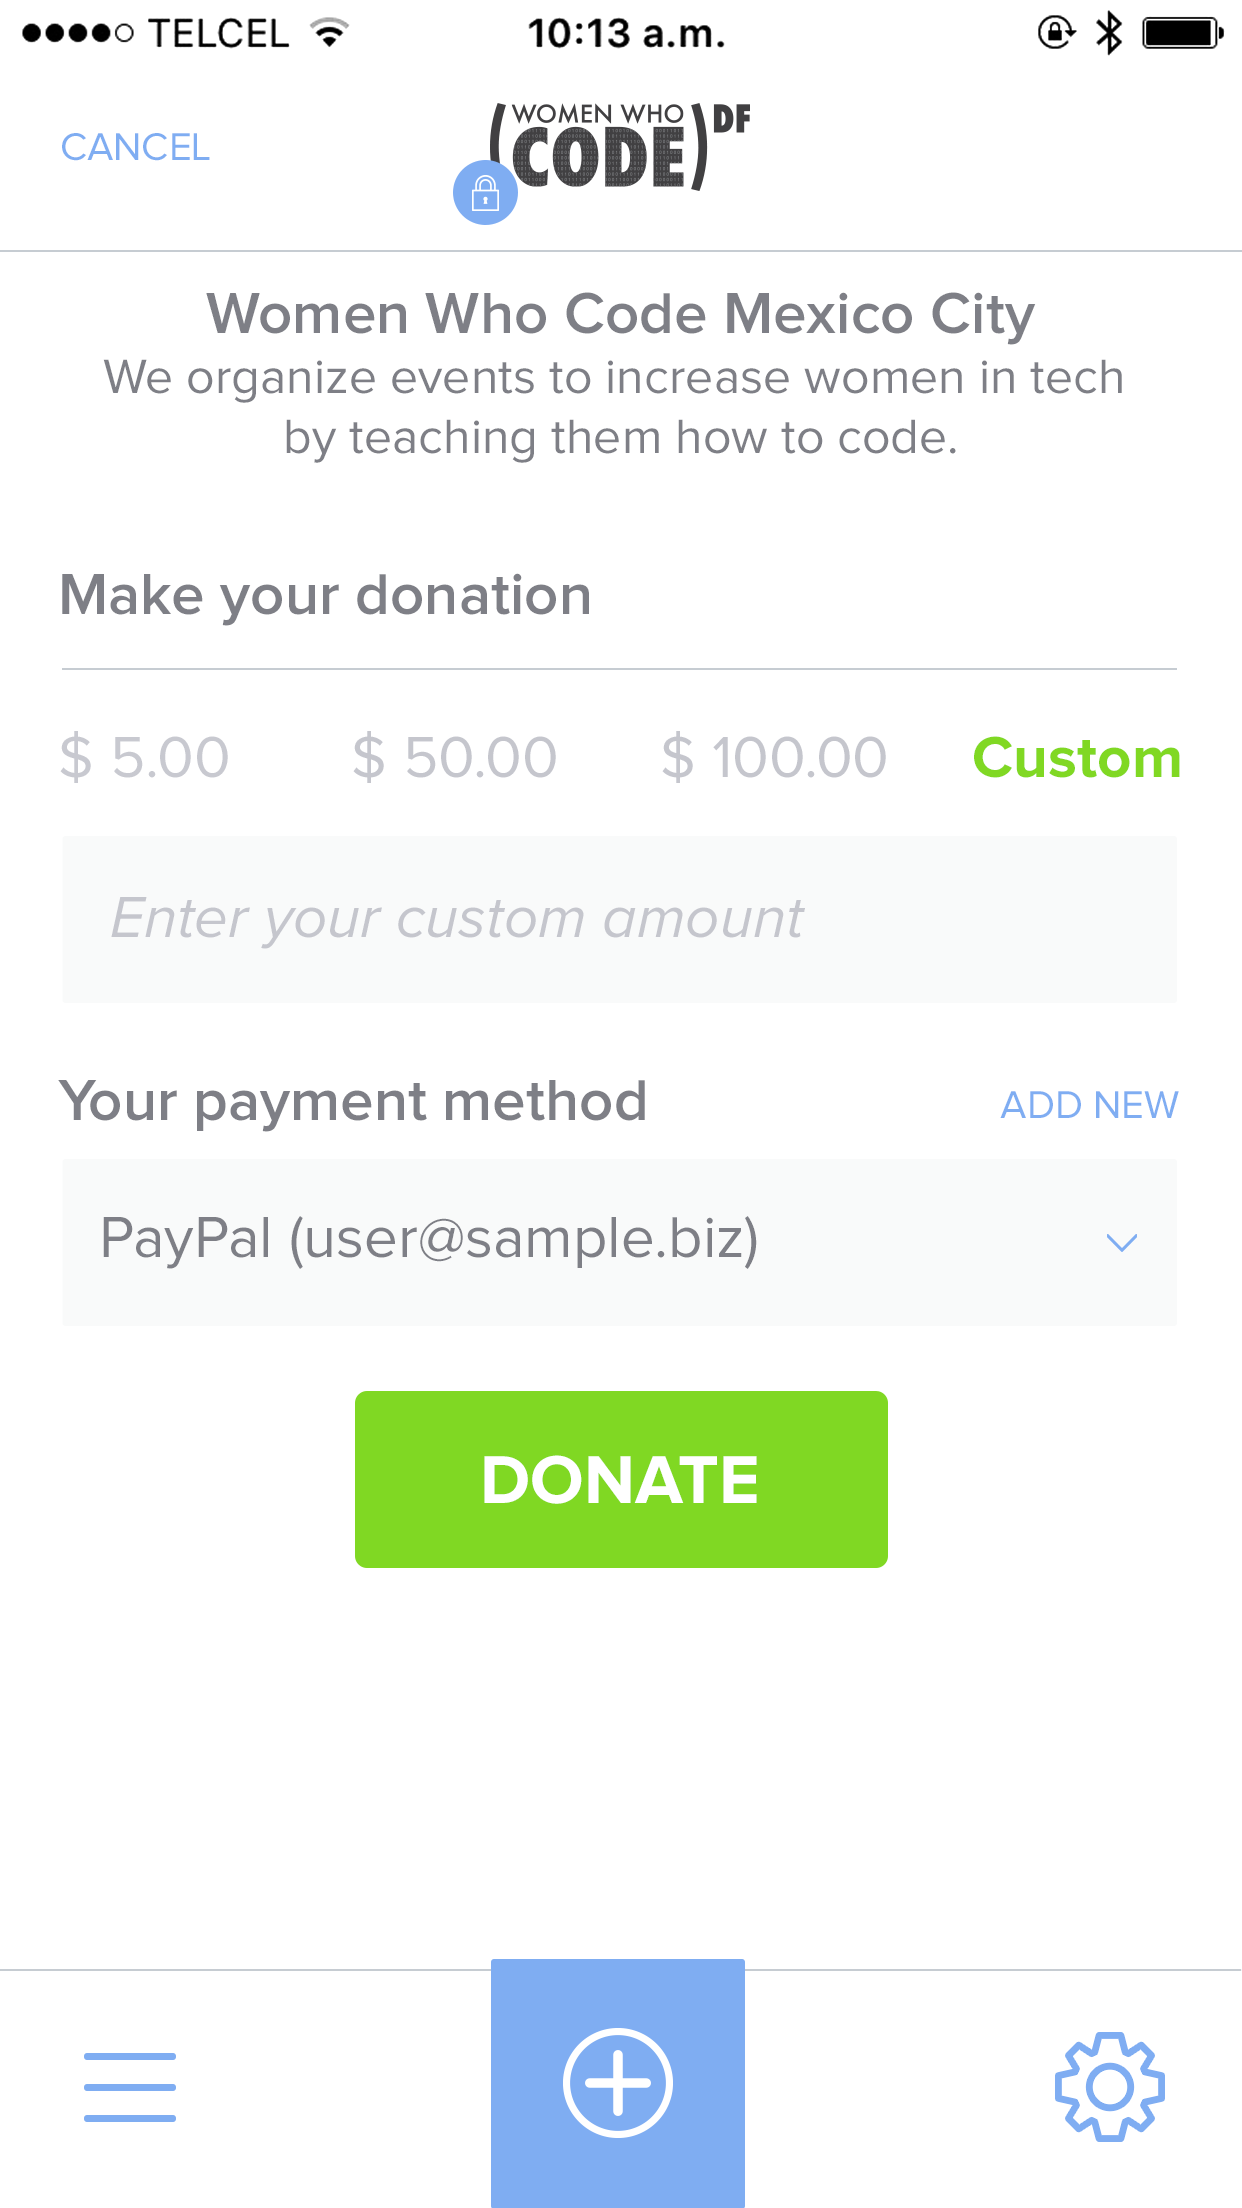 TELCEL 10:13 a.m.
CANCEL
WOMEN WHO
CODE
DF
Women Who Code Mexico City
We organize events to increase women in tech
by teaching them how to code.
Make your donation
$ 5.00 $ 50.00 $ 100.00 Custom
Enter your custom amount
Your payment method ADD NEW
PayPal (user@sample.biz)
DONATE